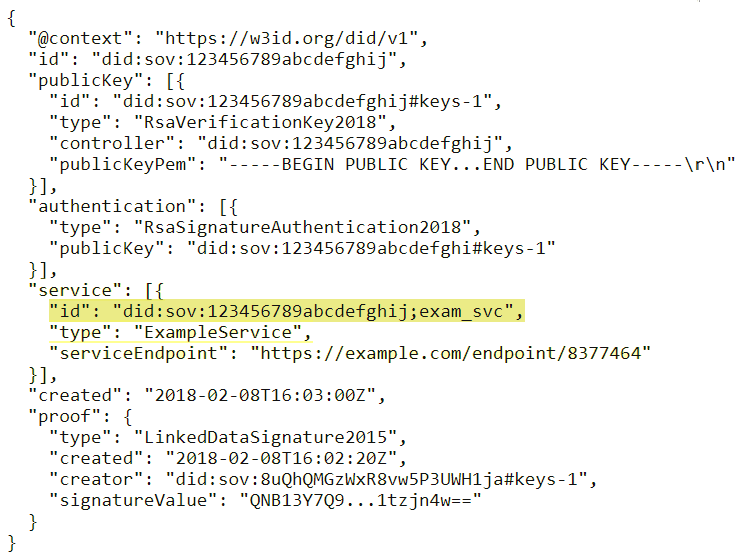 {
  "@context": "https://w3id.org/did/v1",
  "id": "did:sov:123456789abcdefghij",
  "publicKey": [{
    "id": "did:sov:123456789abcdefghij#keys-1",
    "type": "RsaVerificationKey2018",
    "controller": "did:sov:123456789abcdefghij",
    "publicKeyPem": "-----BEGIN PUBLIC KEY...END PUBLIC KEY-----\r\n"
  }],
  "authentication": [{
    "type": "RsaSignatureAuthentication2018",
    "publicKey": "did:sov:123456789abcdefghi#keys-1"
  }],
  "service": [{
    "id": "did:sov:123456789abcdefghij;exam_svc",
    "type": "ExampleService",
    "serviceEndpoint": "https://example.com/endpoint/8377464"
  }],
  "created": "2018-02-08T16:03:00Z",
  "proof": {
    "type": "LinkedDataSignature2015",
    "created": "2018-02-08T16:02:20Z",
    "creator": "did:sov:8uQhQMGzWxR8vw5P3UWH1ja#keys-1",
    "signatureValue": "QNB13Y7Q9...1tzjn4w=="
  }
}